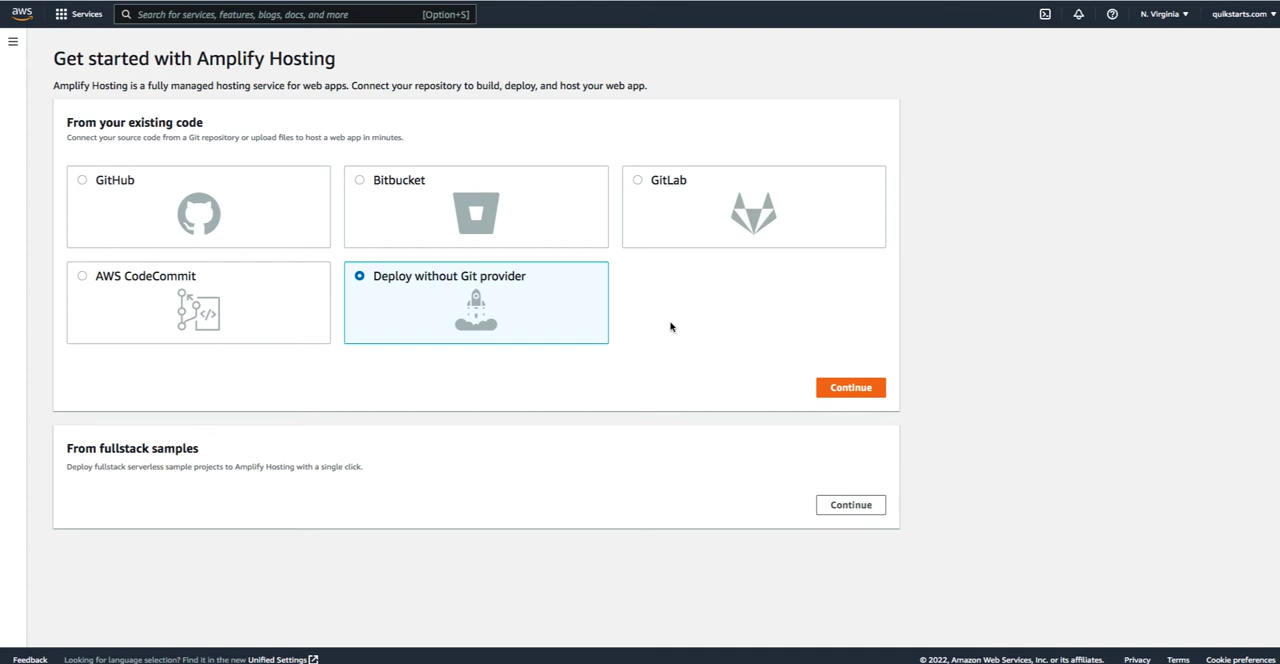 aws Services Search for services, features, blogs, docs, and more [Option+S] N. Virginia quikstarts.com
Get started with Amplify Hosting
Amplify Hosting is a fully managed hosting service for web apps. Connect your repository to build, deploy, and host your web app.
From your existing code
Connect your source code from a Git repository or upload files to host a web app in minutes.
GitHub Bitbucket GitLab
AWS CodeCommit Deploy without Git provider
Continue
From fullstack samples
Deploy fullstack serverless sample projects to Amplify Hosting with a single click.
Continue
Feedback Looking for language selection? Find it in the new Unified Settings © 2022, Amazon Web Services, Inc. or its affiliates. Privacy Terms Cookie preferences